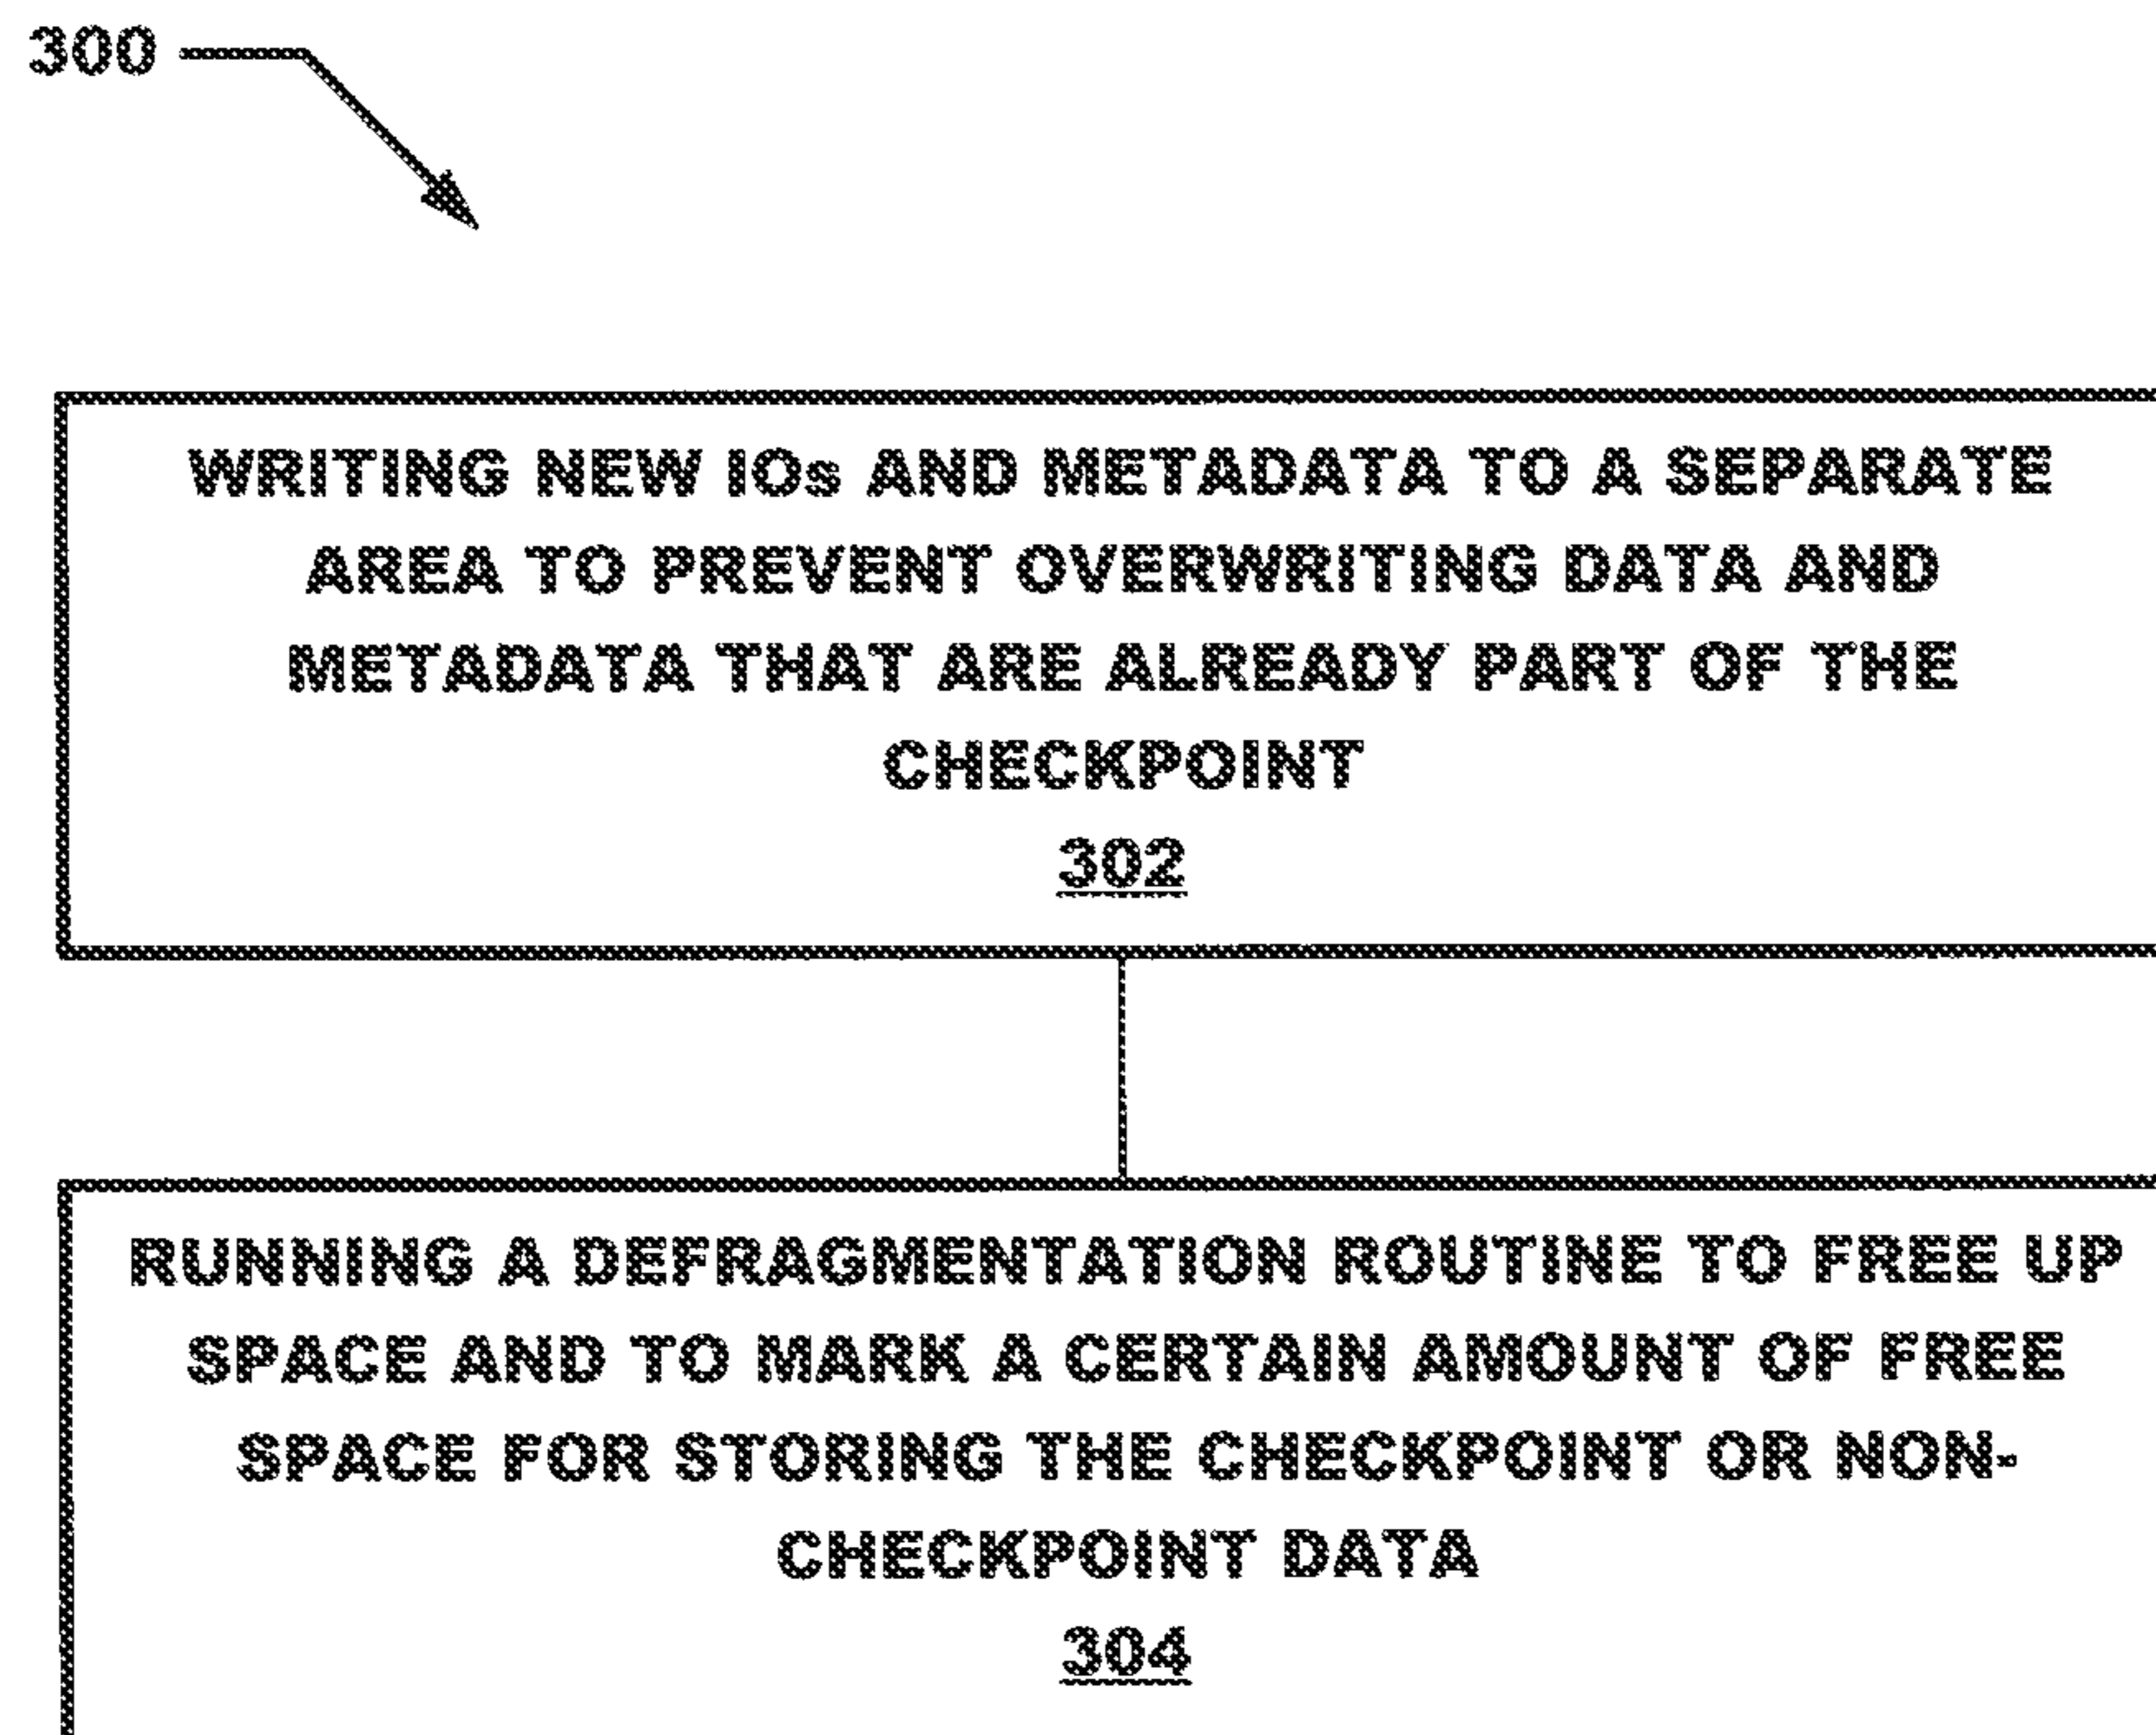 300
WRITING NEW IOs AND METADATA TO A SEPARATE
AREA TO PREVENT OVERWRITING DATA AND
METADATA THAT ARE ALREADY PART OF THE
CHECKPOINT
302
RUNNING A DEFRAGMENTATION ROUTINE TO FREE UP
SPACE AND TO MARK A CERTAIN AMOUNT OF FREE
SPACE FOR STORING THE CHECKPOINT OR NON-
CHECKPOINT DATA
304